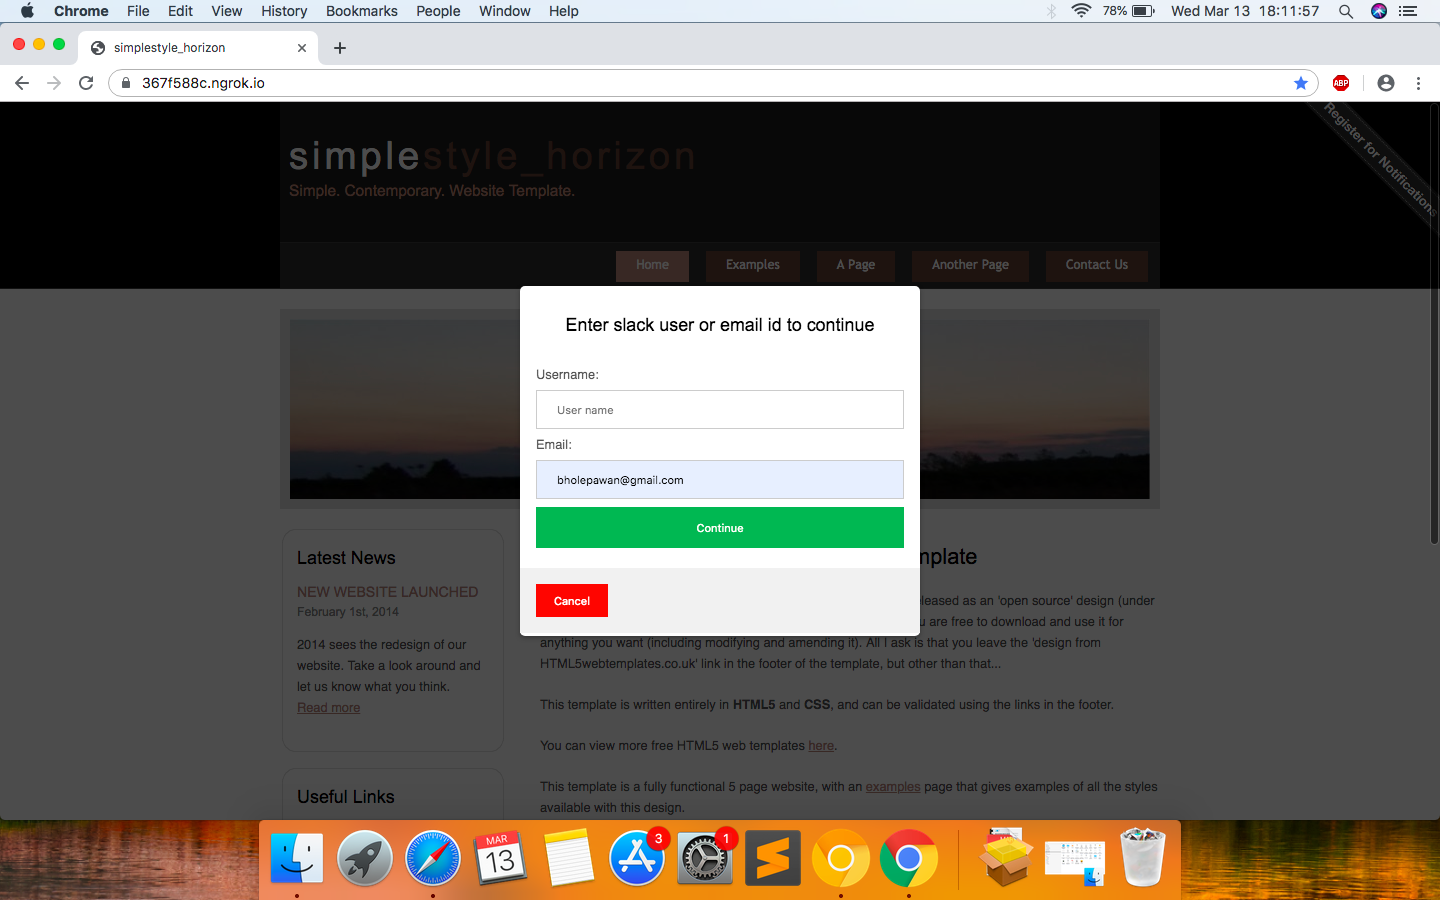 Chrome File Edit View History Bookmarks People Window Help 78% Wed Mar 13 18:11:57
simplestyle_horizon
367f588c.ngrok.io ABP
Register for Notifications
simplestyle_horizon
Simple. Contemporary. Website Template.
Home Examples A Page Another Page Contact Us
Enter slack user or email id to continue
Username:
User name
Email:
bholepawan@gmail.com
Continue
Cancel
Latest News
NEW WEBSITE LAUNCHED
February 1st, 2014
2014 sees the redesign of our
website. Take a look around and
let us know what you think.
Read more
Useful Links
mplate
leased as an 'open source' design (under
u are free to download and use it for
anything you want (including modifying and amending it). All I ask is that you leave the 'design from
HTML5webtemplates.co.uk' link in the footer of the template, but other than that...
This template is written entirely in HTML5 and CSS, and can be validated using the links in the footer.
You can view more free HTML5 web templates here.
This template is a fully functional 5 page website, with an examples page that gives examples of all the styles
available with this design.
MAR
13
3
1